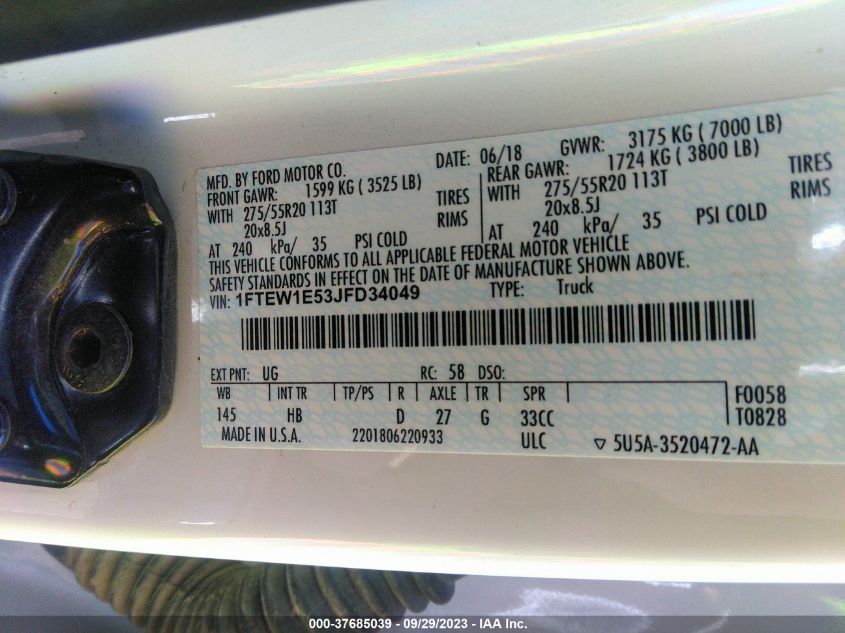 MFD. BY FORD MOTOR CO. DATE: 06/18 GVWR: 3175 KG ( 7000 LB)
FRONT GAWR: 1599 KG ( 3525 LB) REAR GAWR: 1724 KG ( 3800 LB)
WITH 275/55R20 113T TIRES WITH 275/55R20 113T TIRES
20x8.5J RIMS 20x8.5J RIMS
AT 240 kPa/ 35 PSI COLD AT 240 kPa/ 35 PSI COLD
THIS VEHICLE CONFORMS TO ALL APPLICABLE FEDERAL MOTOR VEHICLE
SAFETY STANDARDS IN EFFECT ON THE DATE OF MANUFACTURE SHOWN ABOVE.
VIN: 1FTEW1E53JFD34049 TYPE: Truck
EXT PNT: UG RC: 58 DSO:
WB INT TR TP/PS R AXLE TR SPR F0058
145 HB D 27 G 33CC T0828
MADE IN U.S.A. 2201806220933 ULC ▽ 5U5A-3520472-AA
000-37685039 - 09/29/2023 - IAA Inc.